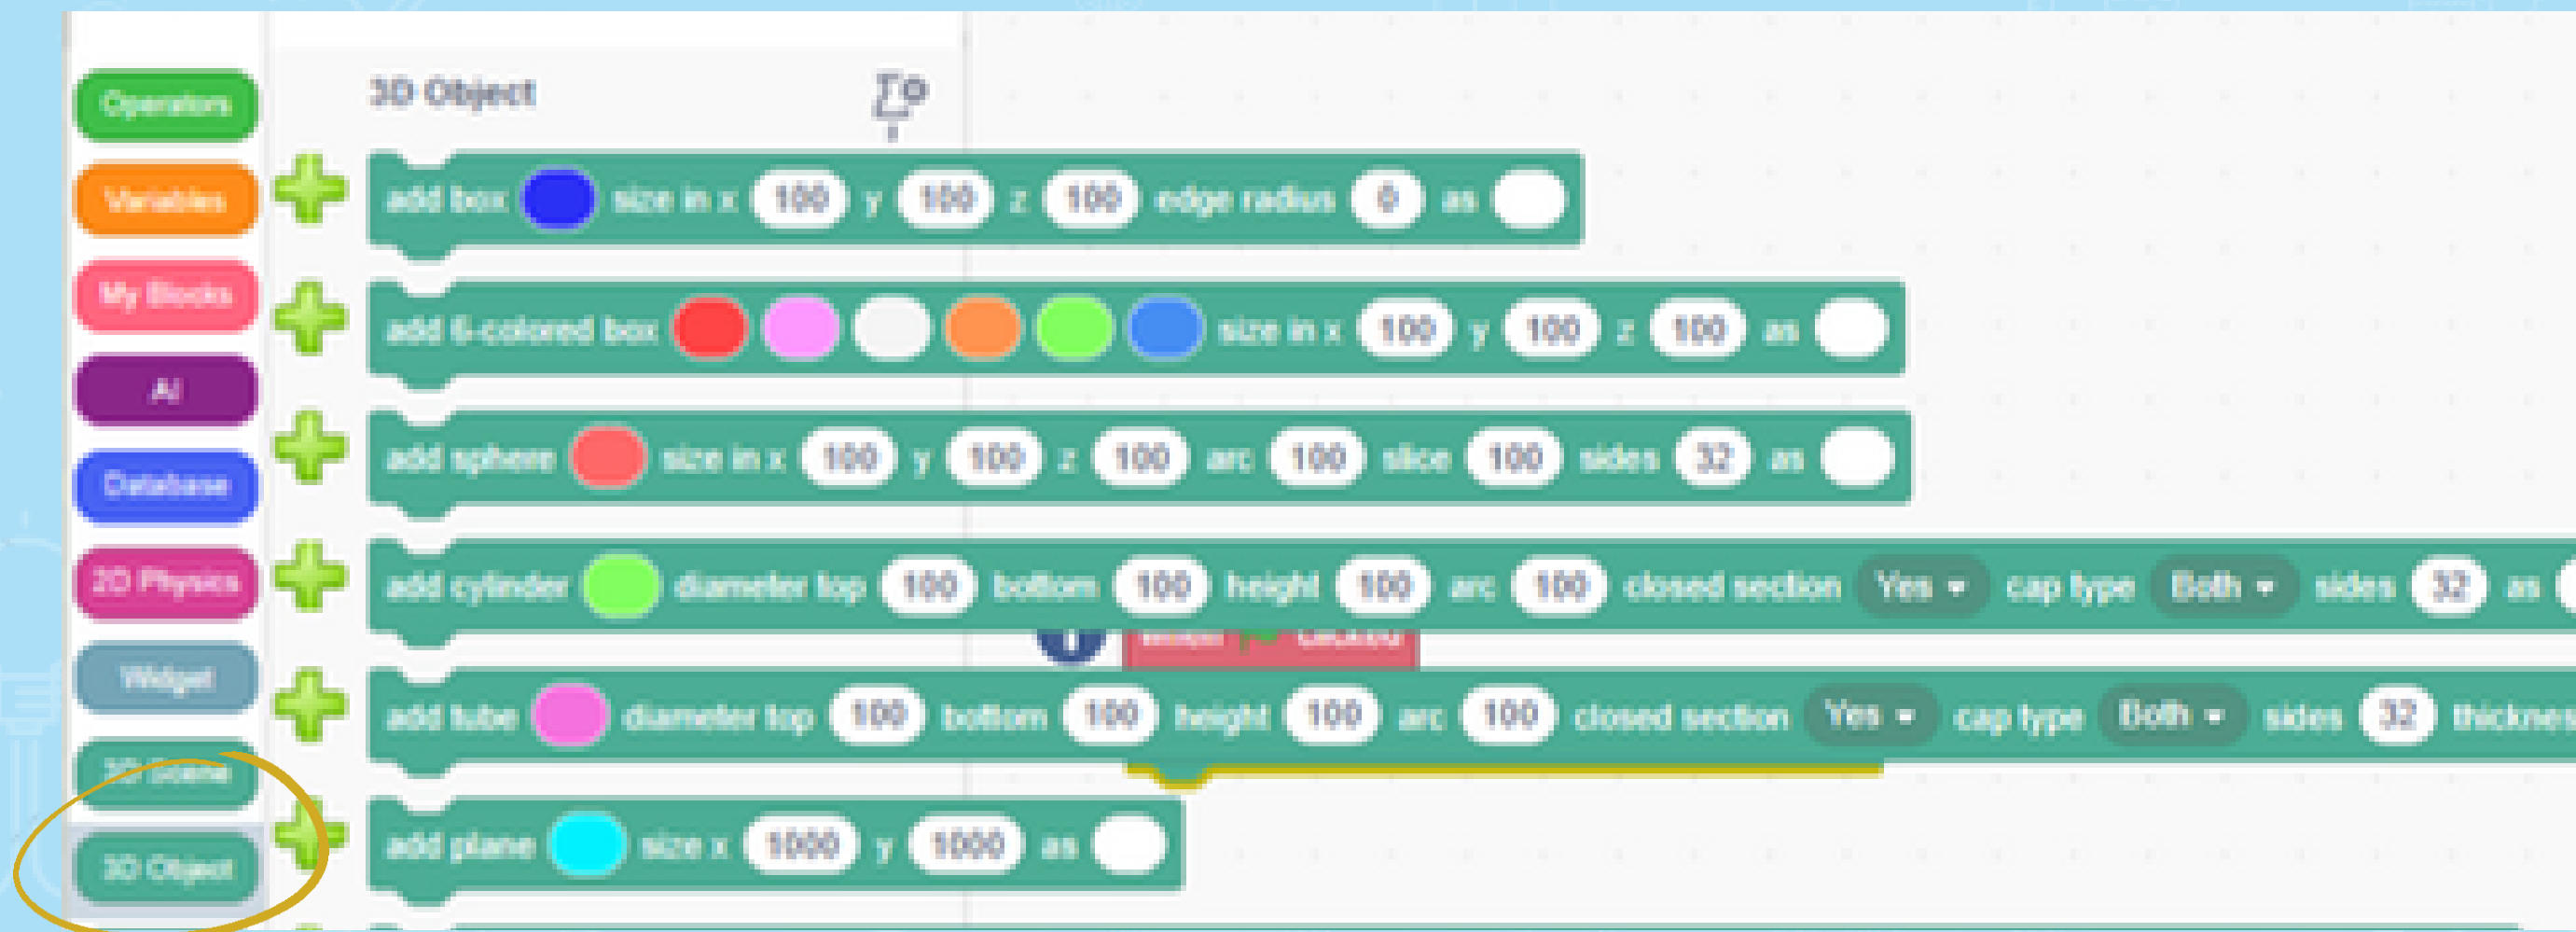 Operators
Variables
My Blocks
AI
Database
2D Physics
Widget
3D Scene
3D Object
3D Object
add box size in x 100 y 100 z 100 edge radius 0 as
add 6-colored box size in x 100 y 100 z 100 as
add sphere size in x 100 y 100 z 100 arc 100 slice 100 sides 32 as
add cylinder diameter top 100 bottom 100 height 100 arc 100 closed section Yes cap type Both sides 32 as
when clicked
add tube diameter top 100 bottom 100 height 100 arc 100 closed section Yes cap type Both sides 32
add plane size x 1000 y 1000 as